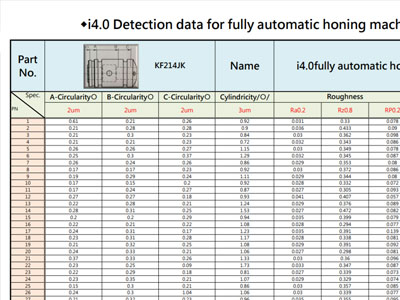 ◆i4.0 Detection data for fully automatic honing mach
Part No. KF214JK Name i4.0fully automatic ho
Spec. A-Circularity○ B-Circularity○ C-Circularity○ Cylindricity/○/ Roughness
PN 2um 2um 2um 3um Ra0.2 Rz0.8 RP0.2
1 0.61 0.21 0.26 0.92 0.031 0.33 0.078
2 0.21 0.28 0.28 0.9 0.036 0.433 0.09
3 0.21 0.3 0.23 0.84 0.03 0.362 0.098
4 0.21 0.21 0.23 0.72 0.032 0.343 0.086
5 0.26 0.26 0.27 1.15 0.03 0.349 0.078
6 0.25 0.3 0.37 1.29 0.032 0.345 0.087
7 0.26 0.24 0.26 0.86 0.029 0.353 0.08
8 0.17 0.17 0.23 0.92 0.03 0.372 0.086
9 0.19 0.29 0.24 1.11 0.029 0.344 0.08
10 0.17 0.15 0.2 0.92 0.028 0.332 0.072
11 0.17 0.24 0.27 0.87 0.027 0.305 0.093
12 0.27 0.27 0.18 0.93 0.041 0.407 0.057
13 0.22 0.28 0.21 1.24 0.029 0.376 0.089
14 0.28 0.31 0.25 1.53 0.027 0.472 0.082
15 0.2 0.2 0.29 0.94 0.035 0.399 0.079
16 0.22 0.21 0.22 1.08 0.028 0.294 0.077
17 0.24 0.31 0.17 1.23 0.035 0.391 0.139
18 0.23 0.31 0.28 1.17 0.028 0.338 0.081
19 0.21 0.32 0.25 1.08 0.029 0.391 0.092
20 0.24 0.33 0.21 1.06 0.027 0.298 0.081
21 0.37 0.33 0.26 1.33 0.03 0.36 0.096
22 0.23 0.25 0.09 1.73 0.033 0.347 0.087
23 0.22 0.29 0.18 0.81 0.027 0.339 0.073
24 0.23 0.35 0.21 1.07 0.029 0.329 0.074
25 0.15 0.3 0.21 0.86 0.03 0.357 0.085
26 0.24 0.3 1.04 1.06 0.03 0.339 0.077